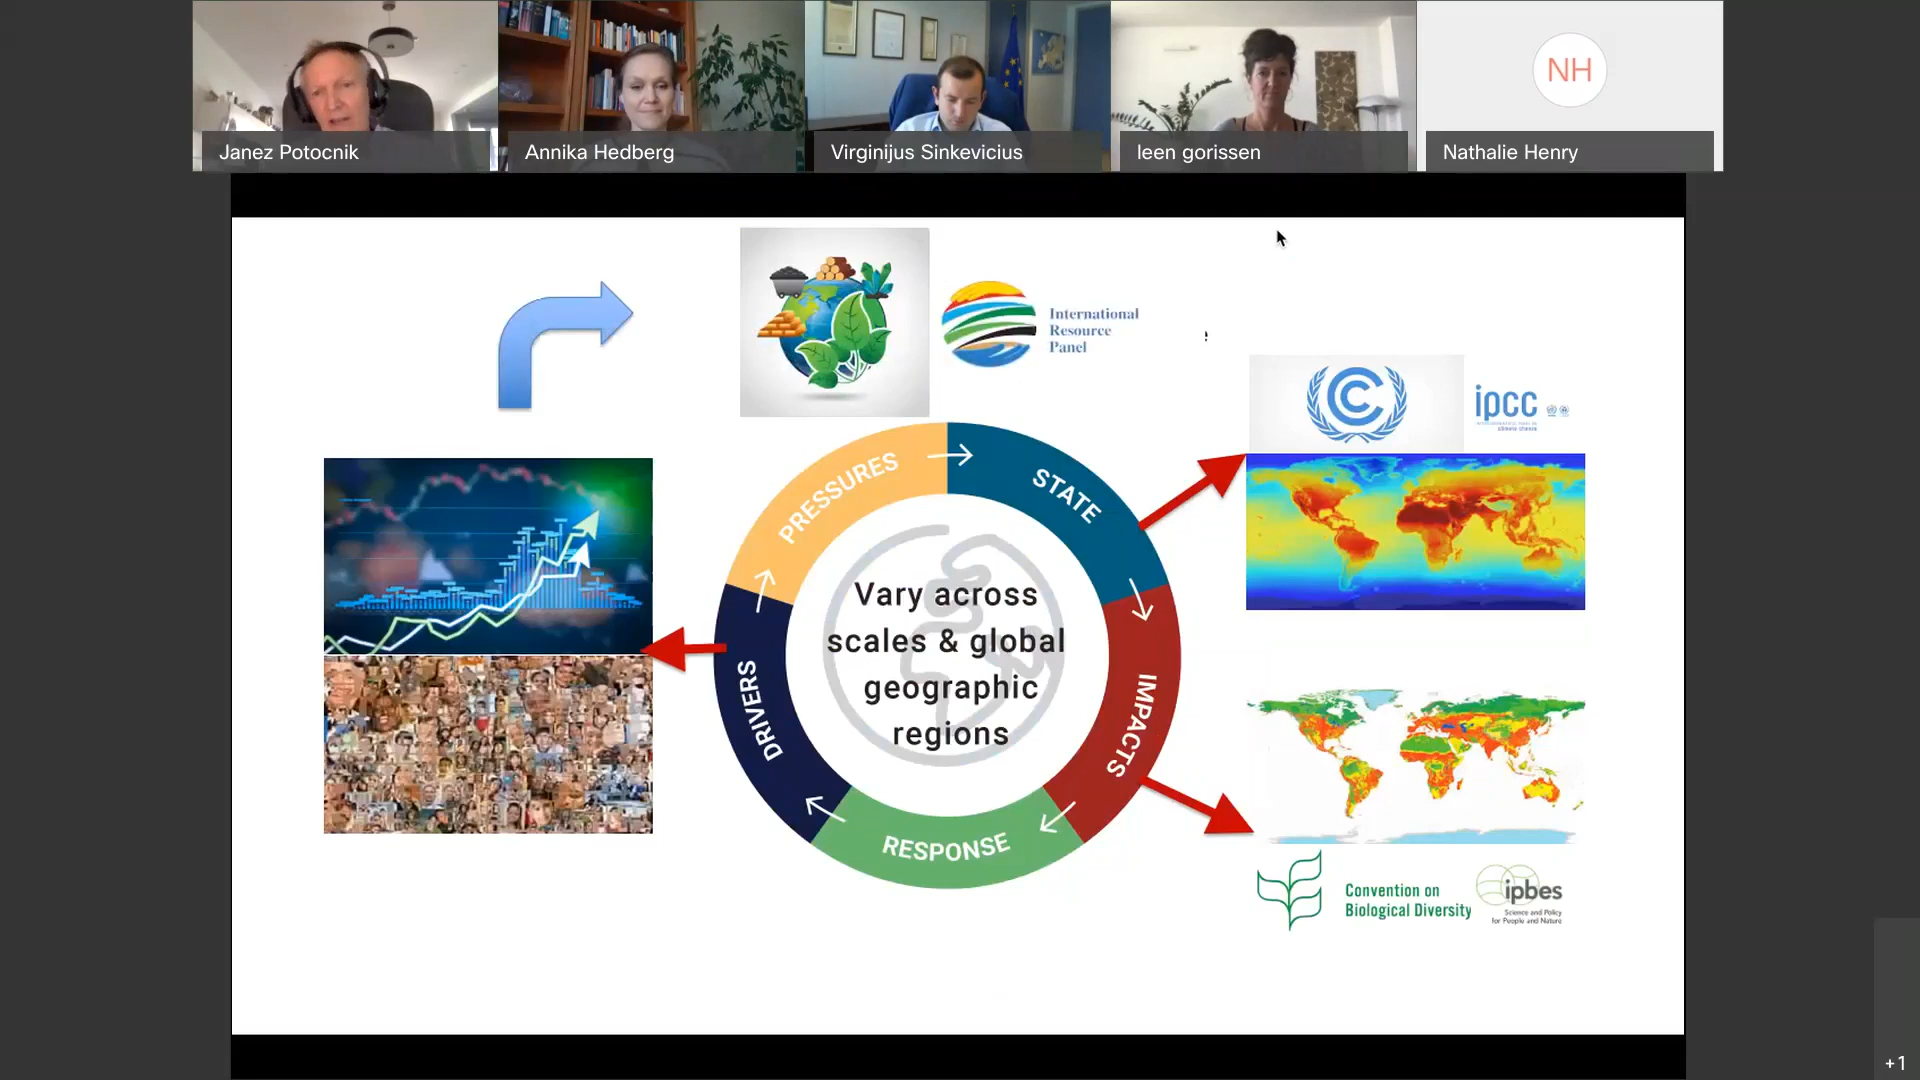 Janez Potocnik
Annika Hedberg
Virginijus Sinkevicius
leen gorissen
NH
Nathalie Henry
International
Resource
Panel
ipcc
climate change
PRESSURES
STATE
IMPACTS
RESPONSE
DRIVERS
Vary across
scales & global
geographic
regions
Convention on
Biological Diversity
ipbes
Science and Policy
for People and Nature
+1